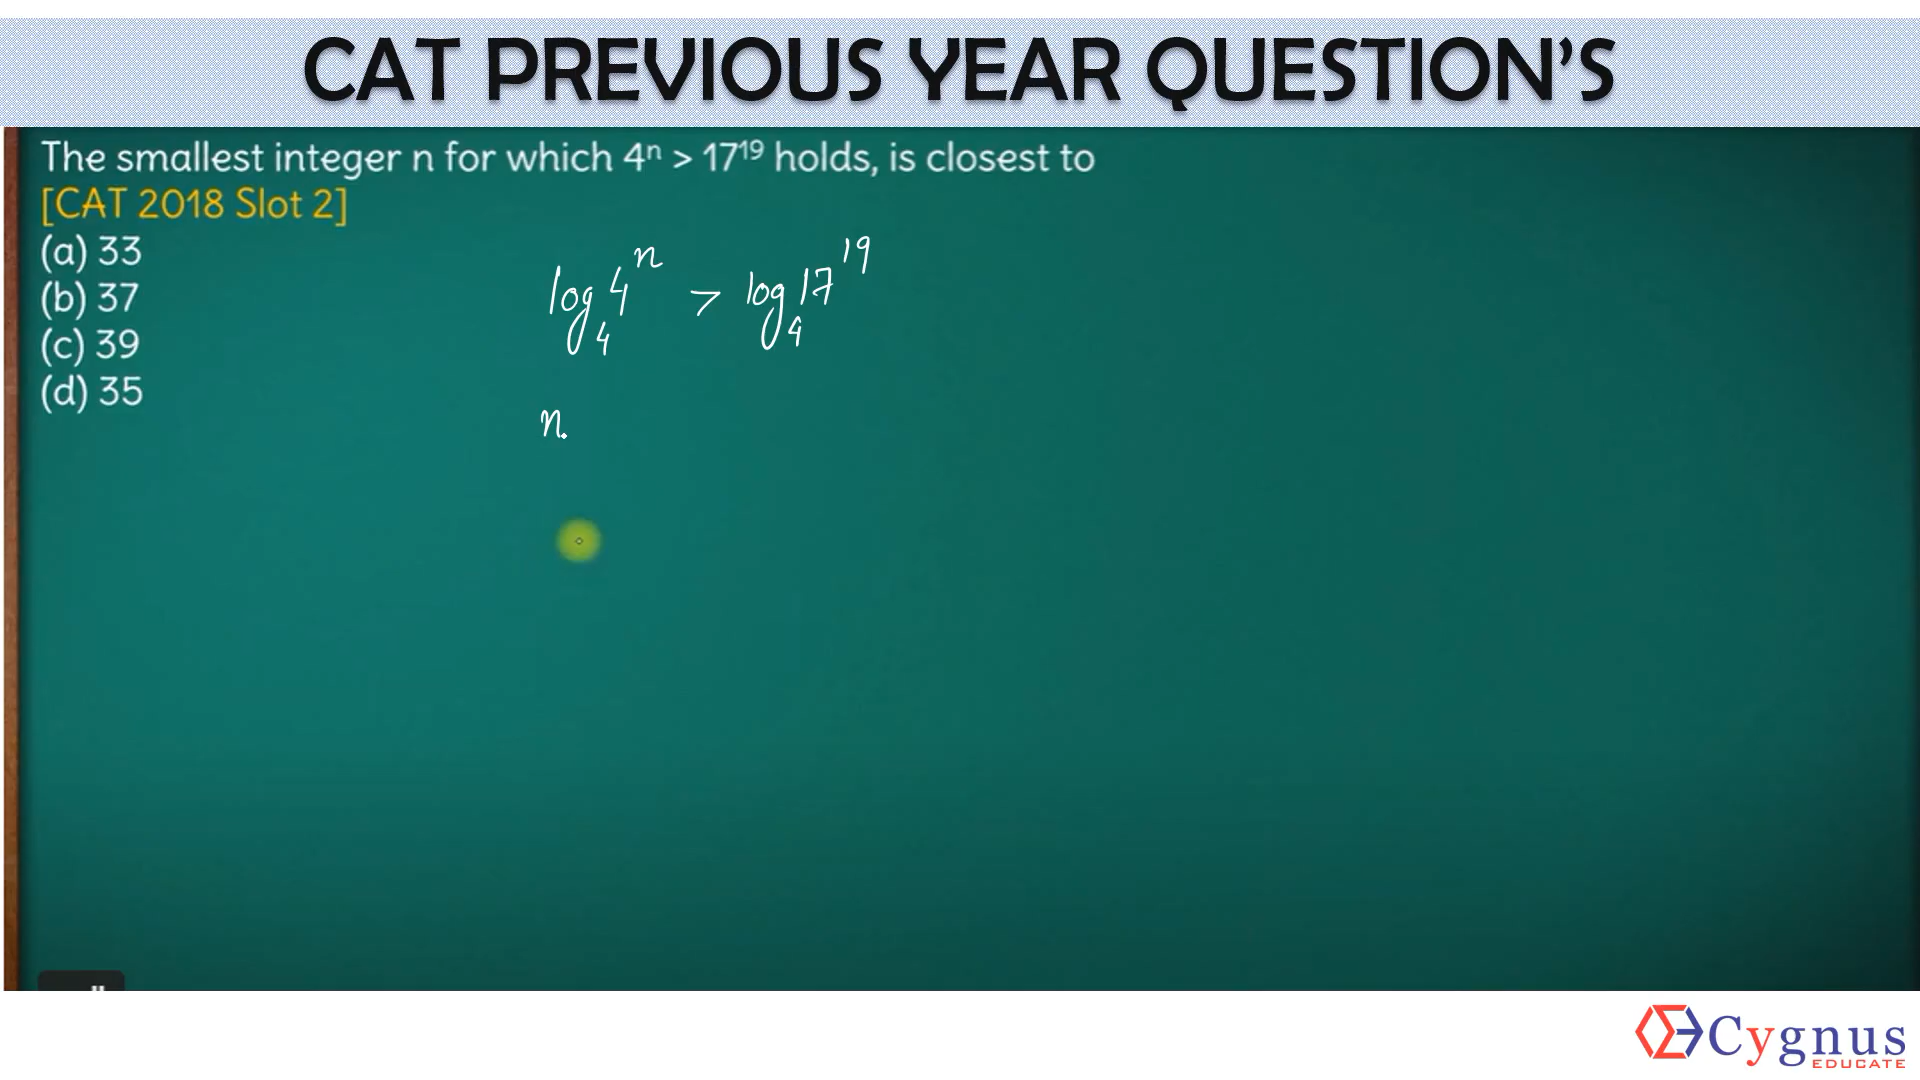 CAT PREVIOUS YEAR QUESTION'S
The smallest integer n for which 4ⁿ > 17¹⁹ holds, is closest to
[CAT 2018 Slot 2]
(a) 33
(b) 37
(c) 39
(d) 35
log₄ 4ⁿ > log₄ 17¹⁹
n.
Cygnus
EDUCATE